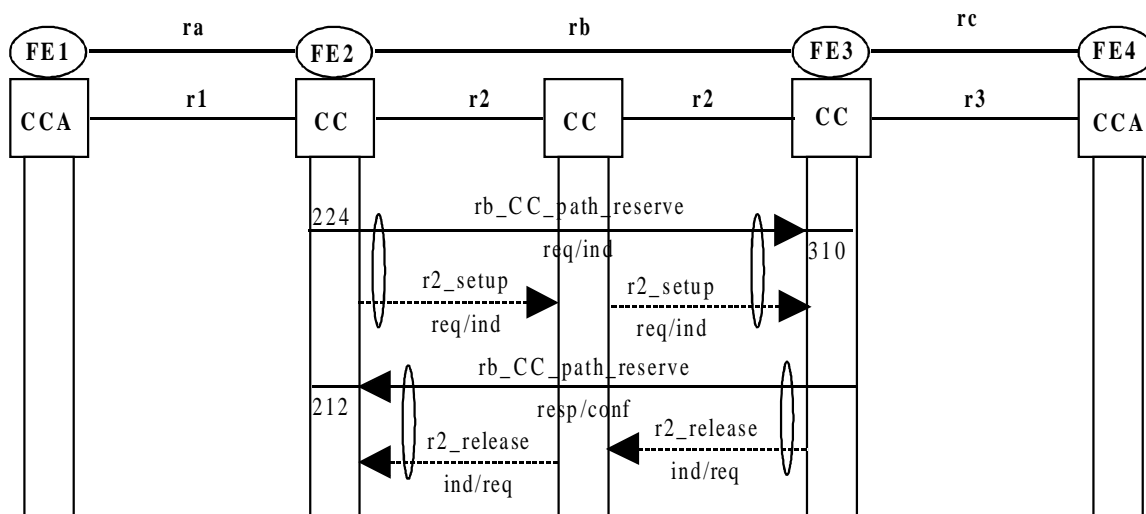 ra rb rc
FE1 FE2 FE3 FE4
r1 r2 r2 r3
CCA CC CC CC CCA
rb_CC_path_reserve
224
req/ind
310
r2_setup r2_setup
req/ind req/ind
rb_CC_path_reserve
212
resp/conf
r2_release r2_release
ind/req ind/req